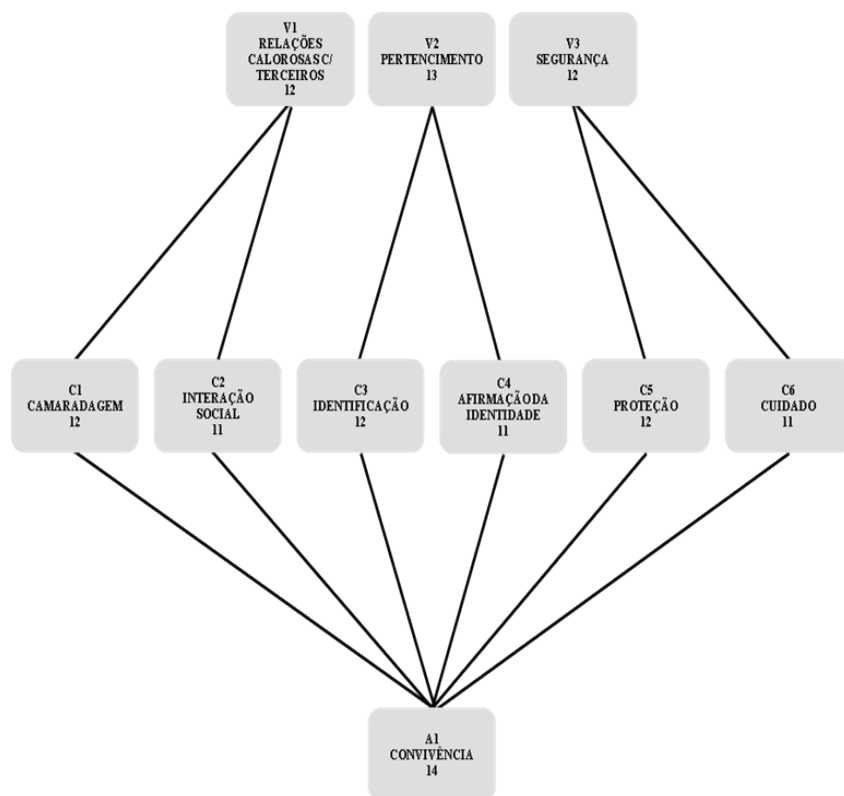 V1
RELAÇÕES
CALOROSAS C/
TERCEIROS
12
V2
PERTENCIMENTO
13
V3
SEGURANÇA
12
C1
CAMARADAGEM
12
C2
INTERAÇÃO
SOCIAL
11
C3
IDENTIFICAÇÃO
12
C4
AFIRMAÇÃO DA
IDENTIDADE
11
C5
PROTEÇÃO
12
C6
CUIDADO
11
A1
CONVIVÊNCIA
14